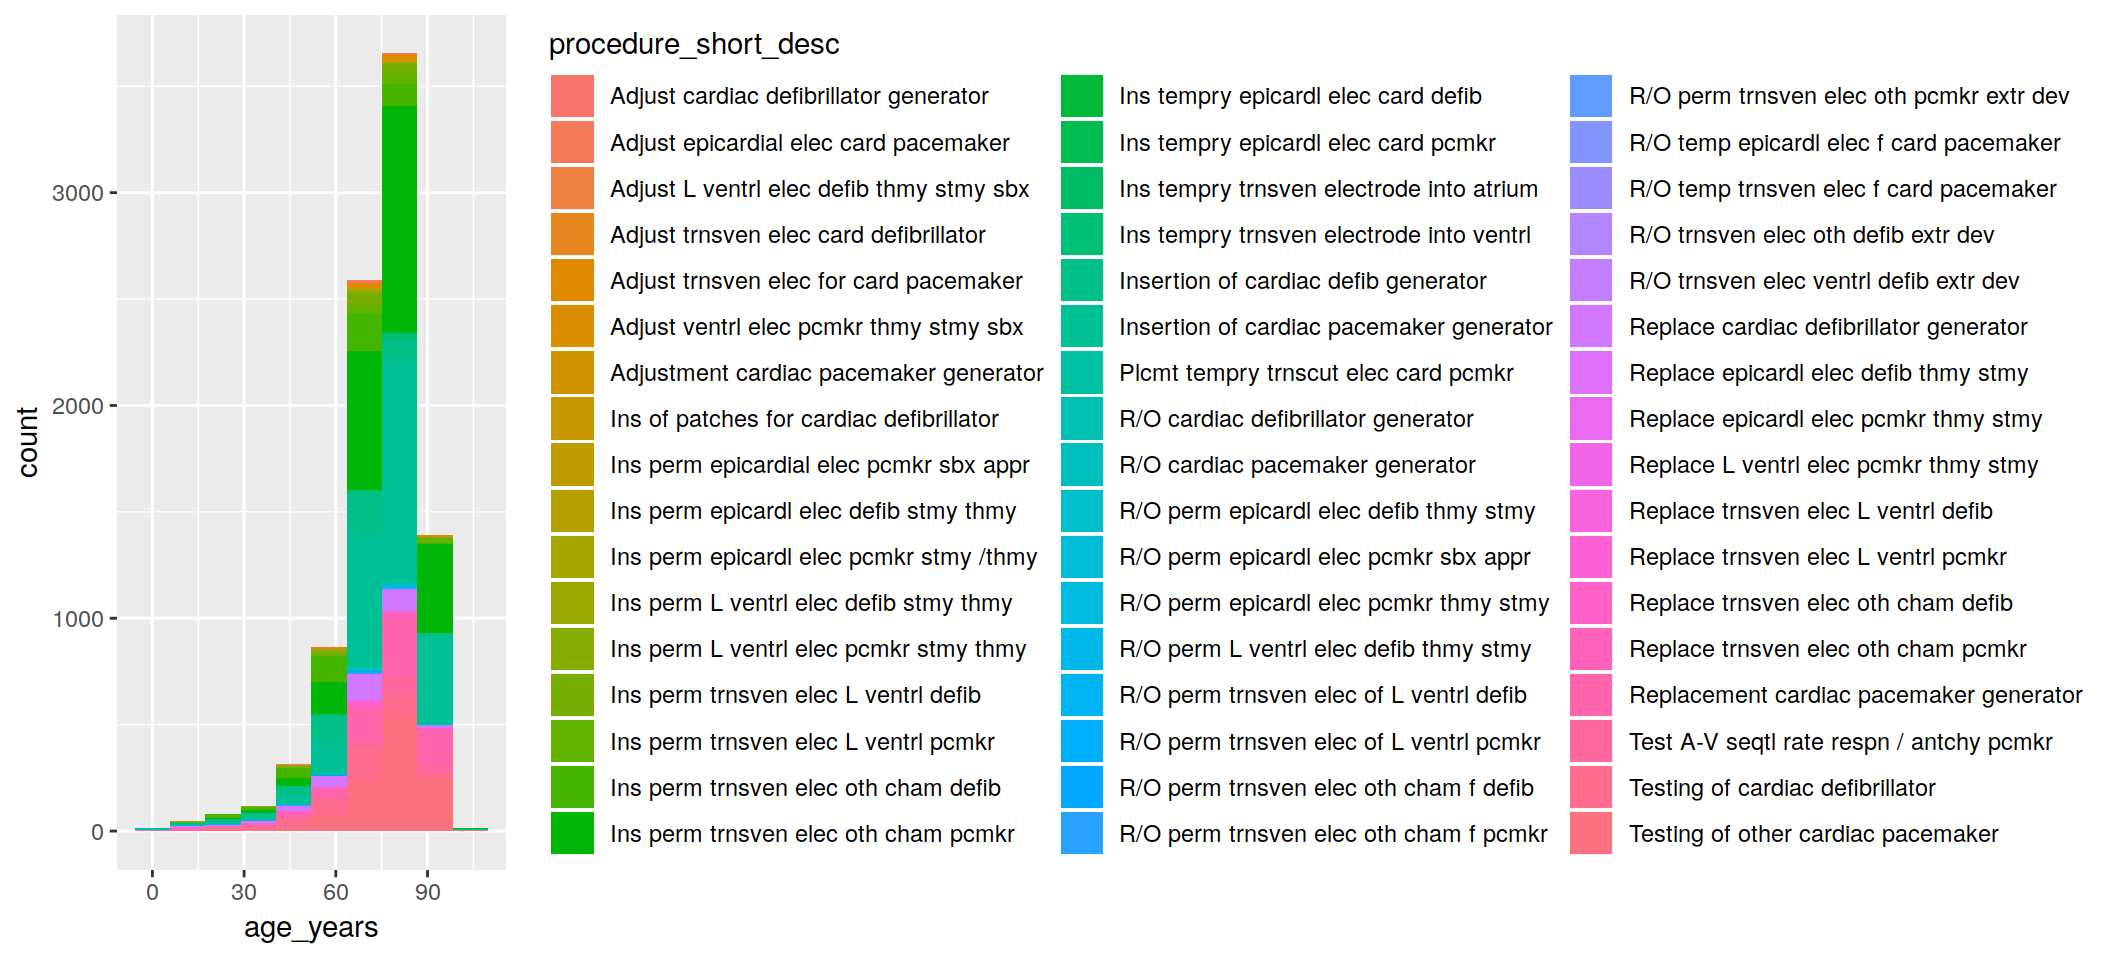 procedure_short_desc
Adjust cardiac defibrillator generator
Adjust epicardial elec card pacemaker
Adjust L ventrl elec defib thmy stmy sbx
Adjust trnsven elec card defibrillator
Adjust trnsven elec for card pacemaker
Adjust ventrl elec pcmkr thmy stmy sbx
Adjustment cardiac pacemaker generator
Ins of patches for cardiac defibrillator
Ins perm epicardial elec pcmkr sbx appr
Ins perm epicardl elec defib stmy thmy
Ins perm epicardl elec pcmkr stmy /thmy
Ins perm L ventrl elec defib stmy thmy
Ins perm L ventrl elec pcmkr stmy thmy
Ins perm trnsven elec L ventrl defib
Ins perm trnsven elec L ventrl pcmkr
Ins perm trnsven elec oth cham defib
Ins perm trnsven elec oth cham pcmkr
Ins tempry epicardl elec card defib
Ins tempry epicardl elec card pcmkr
Ins tempry trnsven electrode into atrium
Ins tempry trnsven electrode into ventrl
Insertion of cardiac defib generator
Insertion of cardiac pacemaker generator
Plcmt tempry trnscut elec card pcmkr
R/O cardiac defibrillator generator
R/O cardiac pacemaker generator
R/O perm epicardl elec defib thmy stmy
R/O perm epicardl elec pcmkr sbx appr
R/O perm epicardl elec pcmkr thmy stmy
R/O perm L ventrl elec defib thmy stmy
R/O perm trnsven elec of L ventrl defib
R/O perm trnsven elec of L ventrl pcmkr
R/O perm trnsven elec oth cham f defib
R/O perm trnsven elec oth cham f pcmkr
R/O perm trnsven elec oth pcmkr extr dev
R/O temp epicardl elec f card pacemaker
R/O temp trnsven elec f card pacemaker
R/O trnsven elec oth defib extr dev
R/O trnsven elec ventrl defib extr dev
Replace cardiac defibrillator generator
Replace epicardl elec defib thmy stmy
Replace epicardl elec pcmkr thmy stmy
Replace L ventrl elec pcmkr thmy stmy
Replace trnsven elec L ventrl defib
Replace trnsven elec L ventrl pcmkr
Replace trnsven elec oth cham defib
Replace trnsven elec oth cham pcmkr
Replacement cardiac pacemaker generator
Test A-V seqtl rate respn / antchy pcmkr
Testing of cardiac defibrillator
Testing of other cardiac pacemaker
count
3000
2000
1000
0
0 30 60 90
age_years